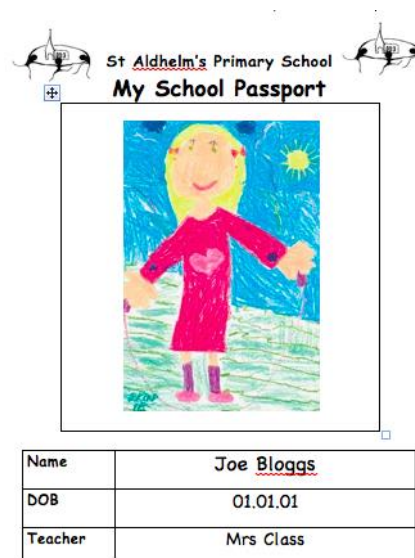 St Aldhelm's Primary School
My School Passport
Name Joe Bloggs
DOB 01.01.01
Teacher Mrs Class